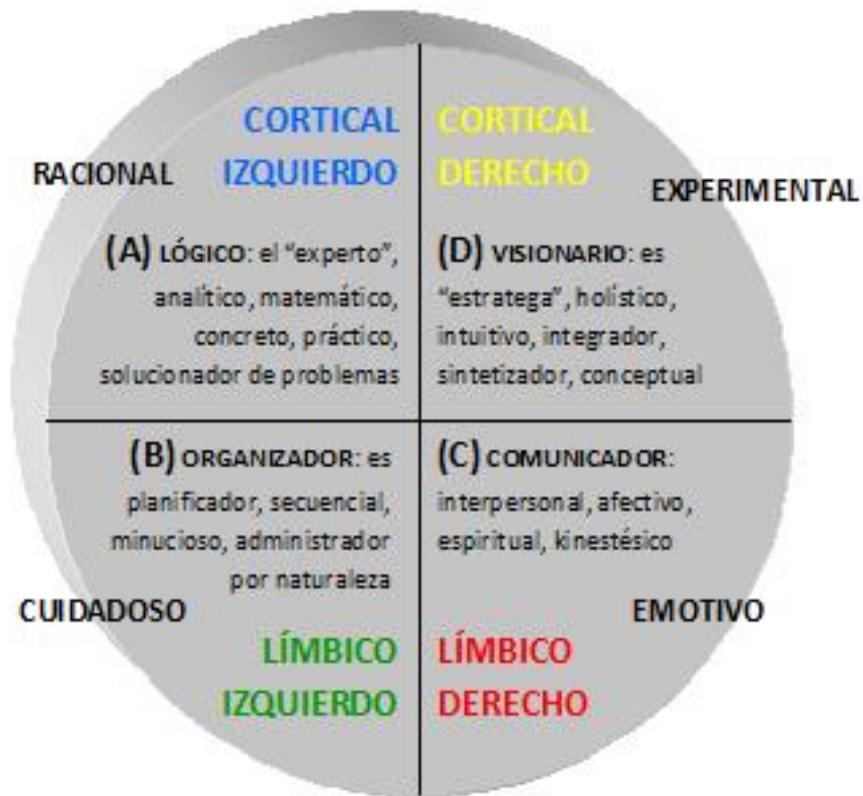 RACIONAL
CORTICAL
IZQUIERDO
(A) LÓGICO: el "experto",
analítico, matemático,
concreto, práctico,
solucionador de problemas
CORTICAL
DERECHO
EXPERIMENTAL
(D) VISIONARIO: es
"estratega", holístico,
intuitivo, integrador,
sintetizador, conceptual
(B) ORGANIZADOR: es
planificador, secuencial,
minucioso, administrador
por naturaleza
CUIDADOSO
LÍMBICO
IZQUIERDO
(C) COMUNICADOR:
interpersonal, afectivo,
espiritual, kinestésico
EMOTIVO
LÍMBICO
DERECHO